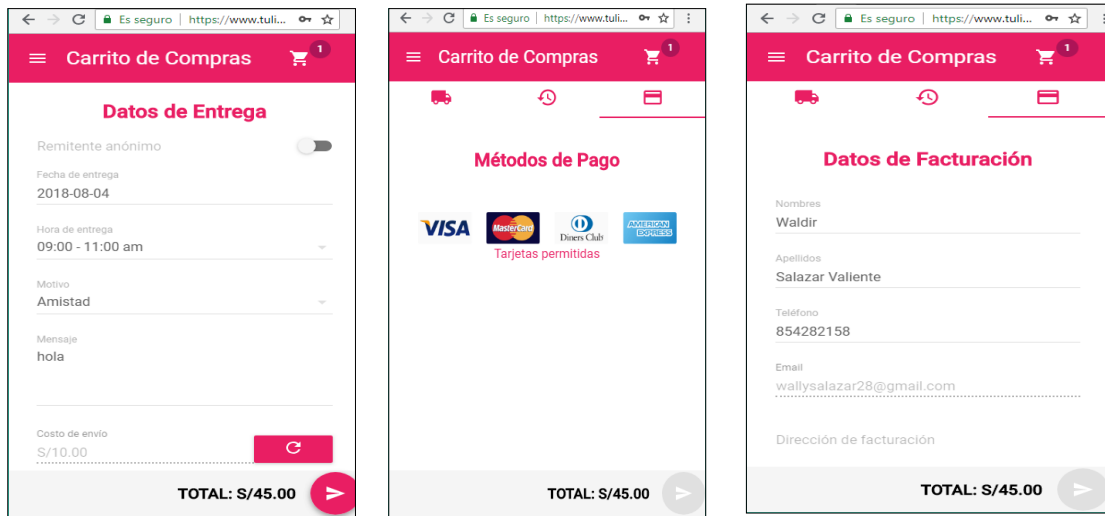 Es seguro | https://www.tuli...
Carrito de Compras
1
Datos de Entrega
Remitente anónimo
Fecha de entrega
2018-08-04
Hora de entrega
09:00 - 11:00 am
Motivo
Amistad
Mensaje
hola
Costo de envío
S/10.00
TOTAL: S/45.00
Es seguro | https://www.tuli...
Carrito de Compras
1
Métodos de Pago
VISA
MasterCard
Diners Club
AMERICAN
EXPRESS
Tarjetas permitidas
TOTAL: S/45.00
Es seguro | https://www.tuli...
Carrito de Compras
1
Datos de Facturación
Nombres
Waldir
Apellidos
Salazar Valiente
Teléfono
854282158
Email
wallysalazar28@gmail.com
Dirección de facturación
TOTAL: S/45.00